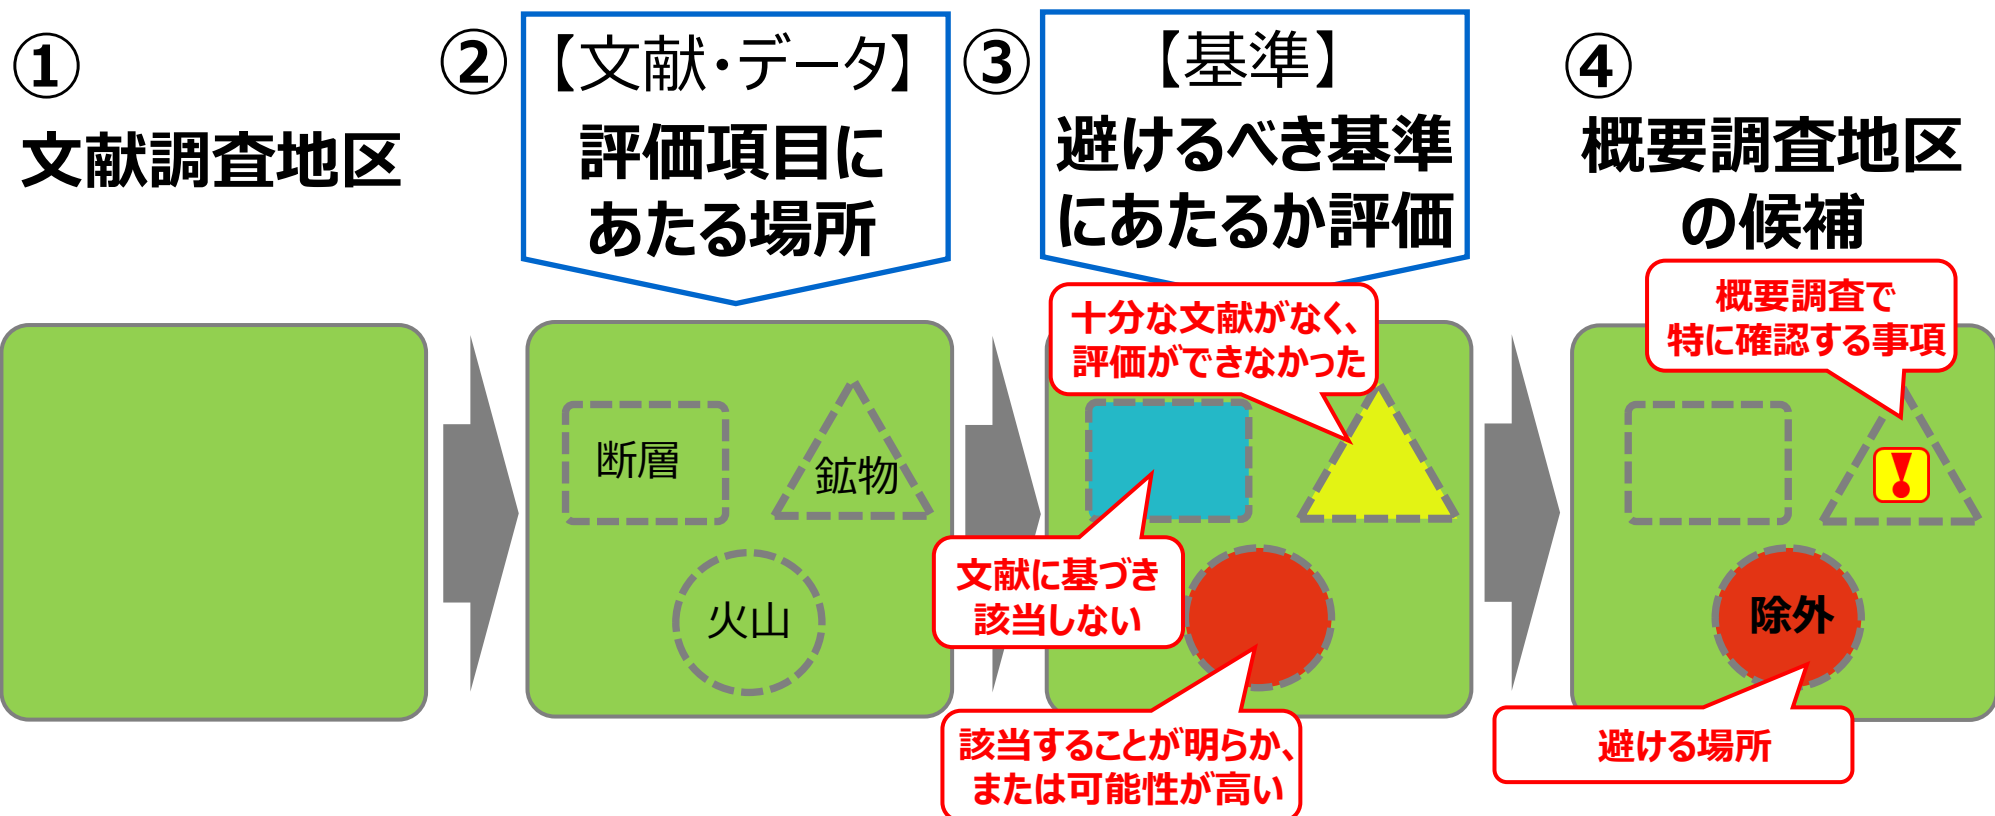 ①
文献調査地区
②
【文献・データ】
評価項目に
あたる場所
断層
鉱物
火山
③
【基準】
避けるべき基準
にあたるか評価
十分な文献がなく、
評価ができなかった
文献に基づき
該当しない
該当することが明らか、
または可能性が高い
④
概要調査地区
の候補
概要調査で
特に確認する事項
!
除外
避ける場所